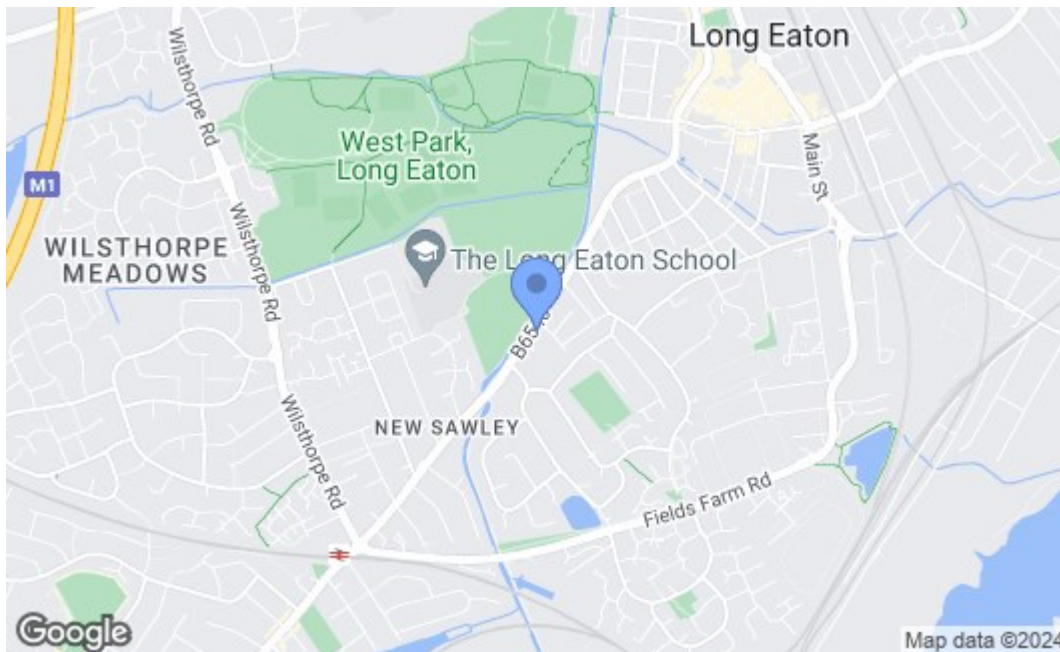 Long Eaton
Wilsthorpe Rd
West Park,
Long Eaton
Main St
M1
Wilsthorpe Rd
WILSTHORPE
MEADOWS
The Long Eaton School
NEW SAWLEY
Wilsthorpe Rd
Fields Farm Rd
Google
Map data ©2024